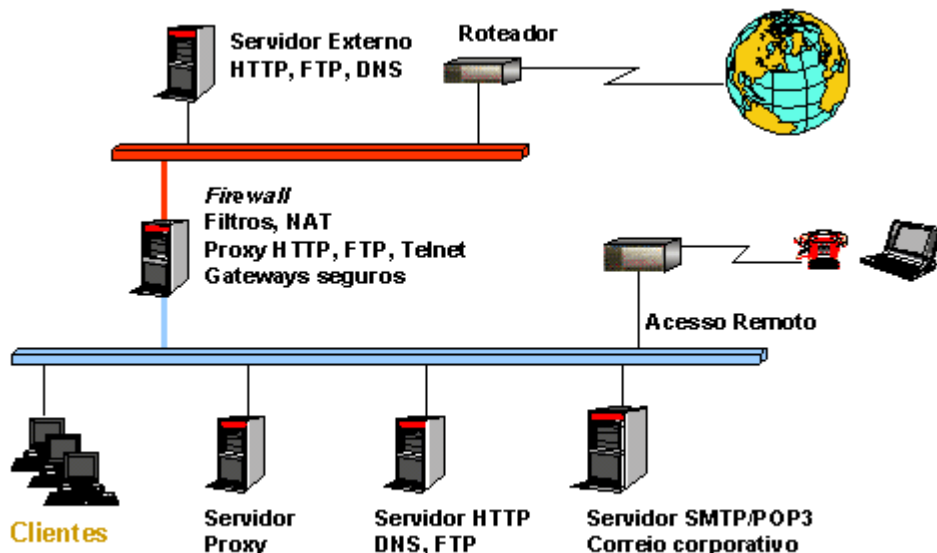 Servidor Externo
HTTP, FTP, DNS
Roteador
Firewall
Filtros, NAT
Proxy HTTP, FTP, Telnet
Gateways seguros
Acesso Remoto
Clientes
Servidor
Proxy
Servidor HTTP
DNS, FTP
Servidor SMTP/POP3
Correio corporativo